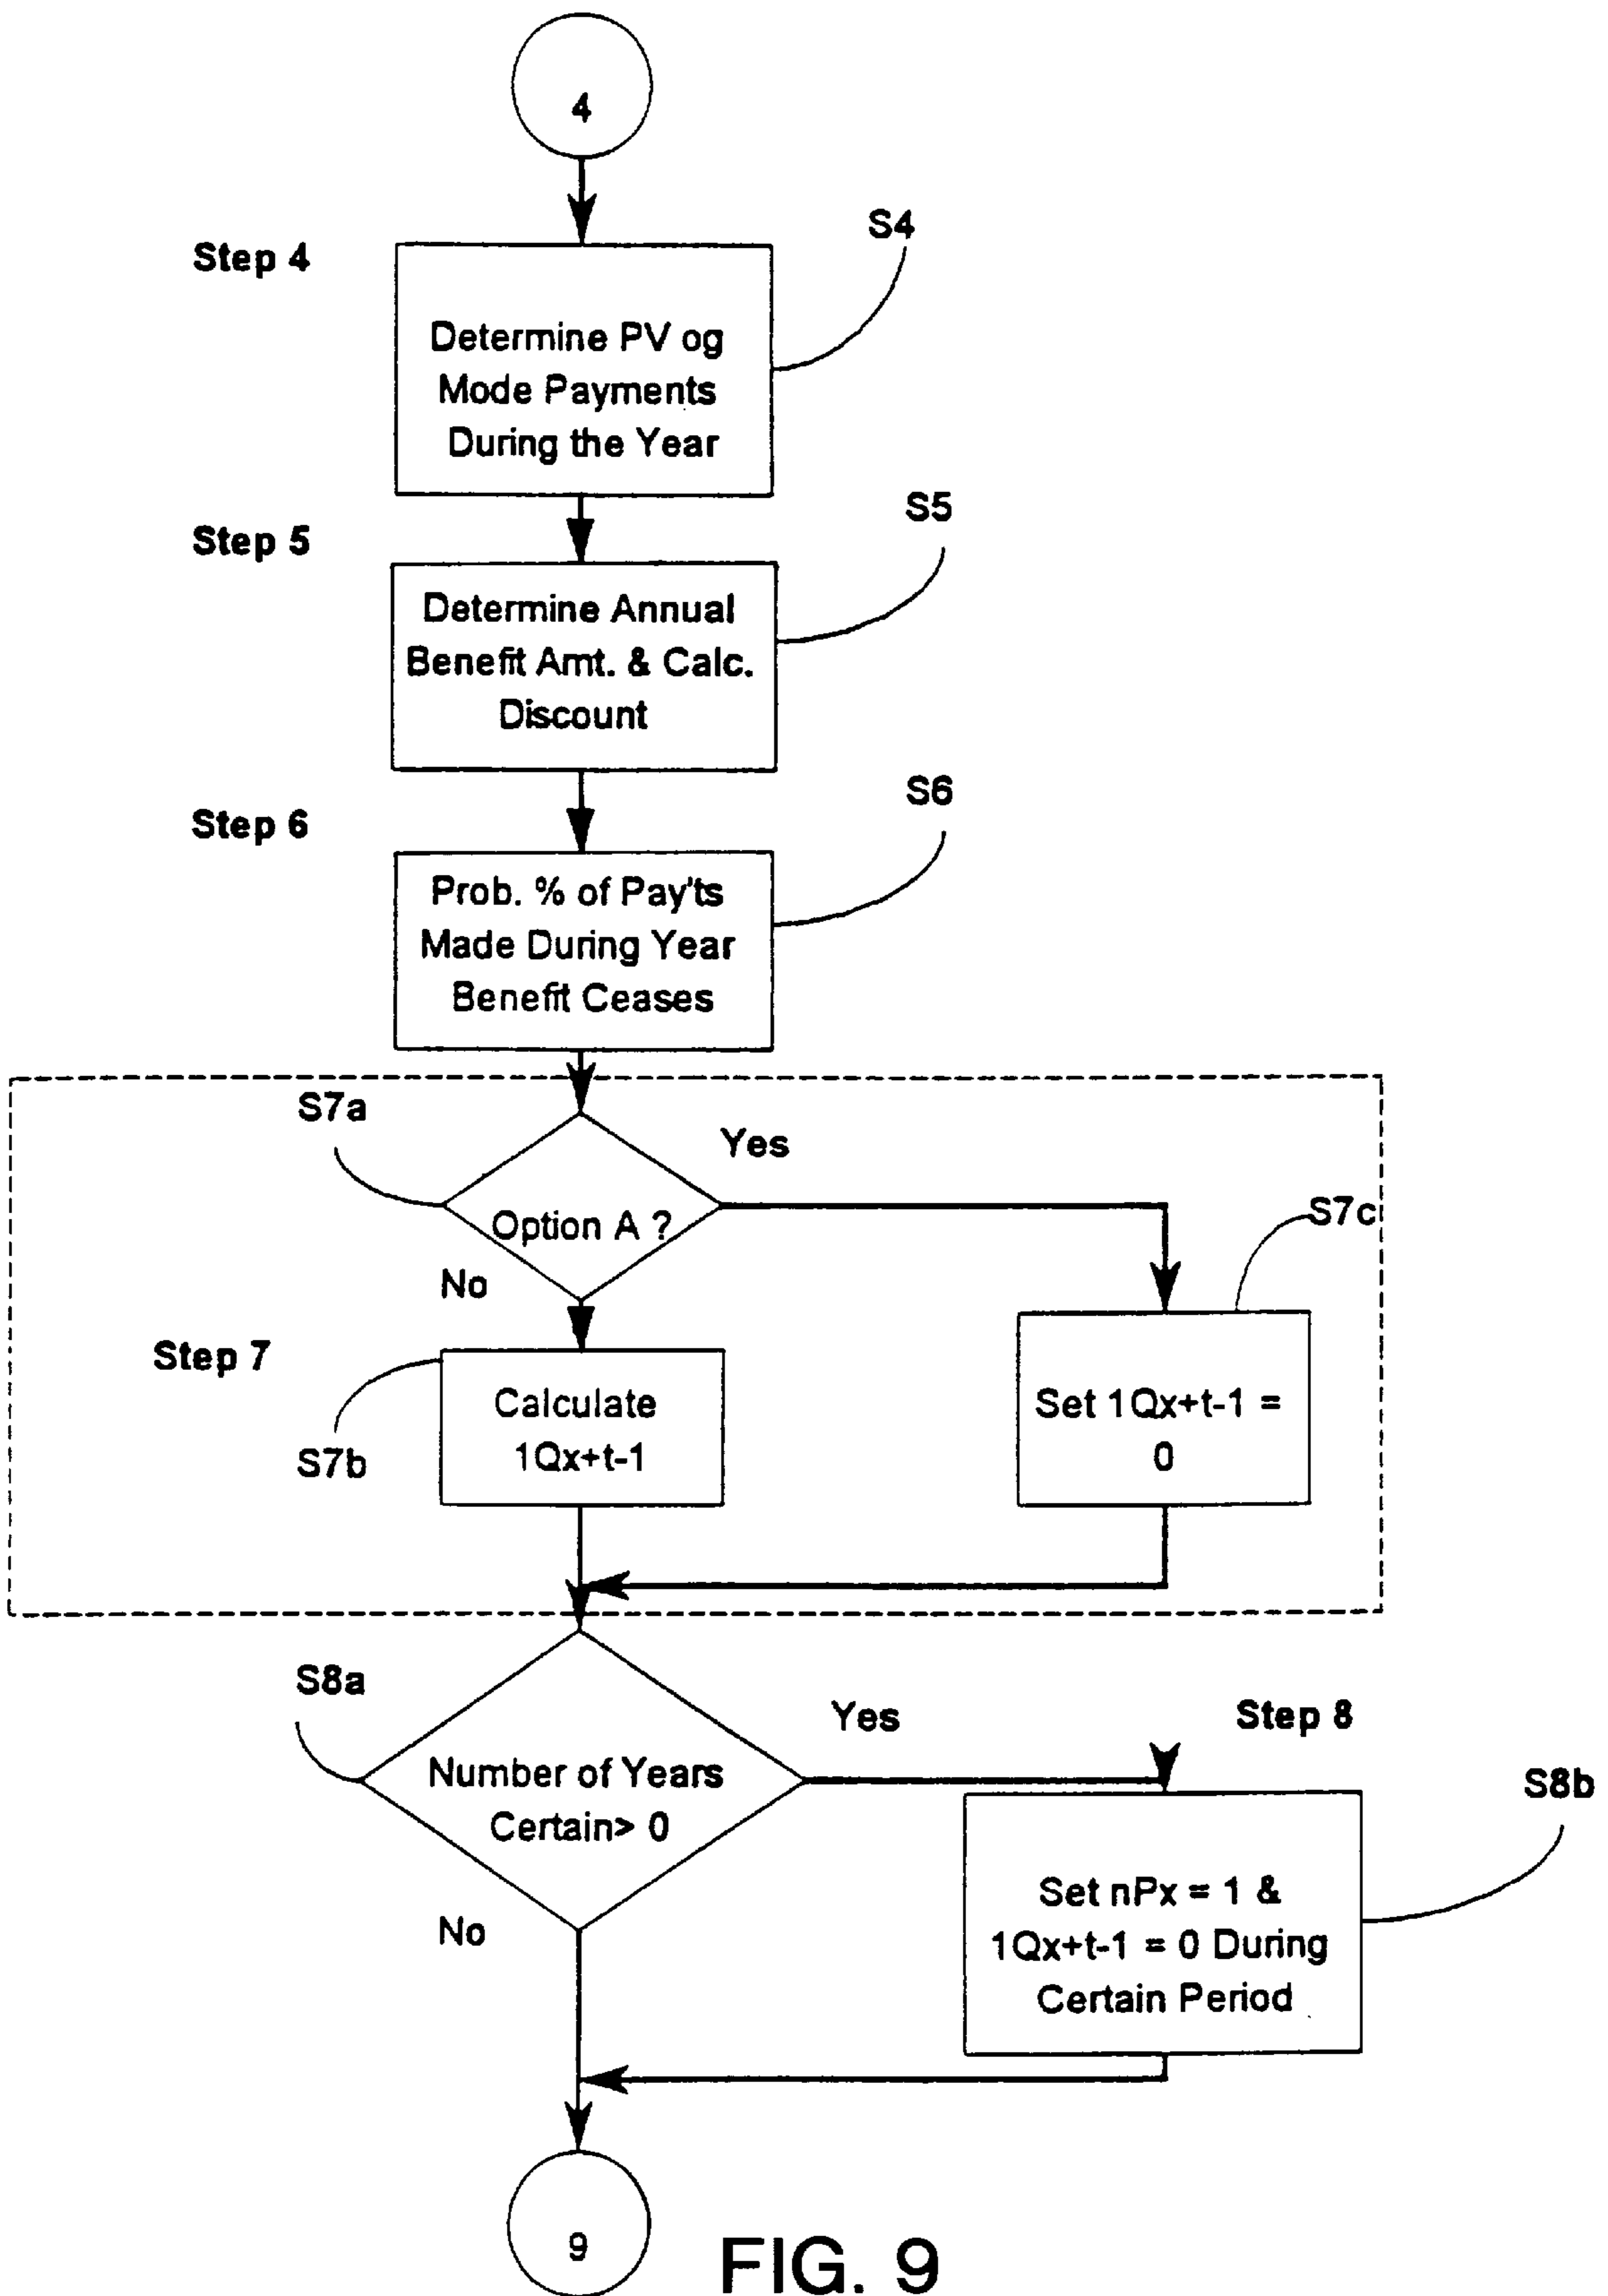 4
S4
Step 4
Determine PV og
Mode Payments
During the Year
S5
Step 5
Determine Annual
Benefit Amt. & Calc.
Discount
S6
Step 6
Prob. % of Pay'ts
Made During Year
Benefit Ceases
S7a
Yes
Option A ?
S7c
No
Step 7
Calculate
1Qx+t-1
Set 1Qx+t-1 =
0
S7b
S8a
Yes
Step 8
Number of Years
Certain> 0
S8b
Set nPx = 1 &
1Qx+t-1 = 0 During
Certain Period
No
9
FIG. 9